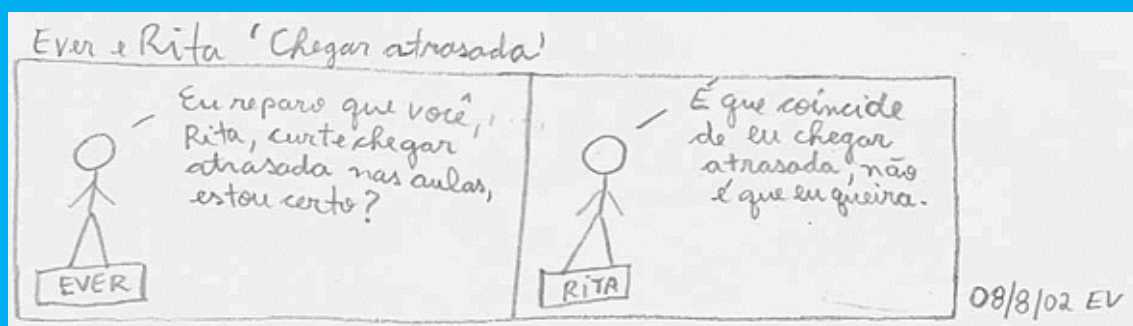 Ever e Rita 'Chegar atrasada'
Eu reparo que você,
Rita, curte chegar
atrasada nas aulas,
estou certo?
EVER
É que coincide
de eu chegar
atrasada, não
é que eu queira.
RITA
08/8/02 EV